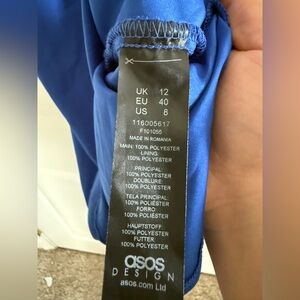 UK 12
EU 40
US 8
116005617
F101055
MADE IN ROMANIA
MAIN: 100% POLYESTER
LINING:
100% POLYESTER
PRINCIPAL:
100% POLYESTER
DOUBLURE:
100% POLYESTER
TELA PRINCIPAL:
100% POLIÉSTER
FORRO:
100% POLIÉSTER
HAUPTSTOFF:
100% POLYESTER
FUTTER:
100% POLYESTER
asos
DESIGN
asos.com Ltd